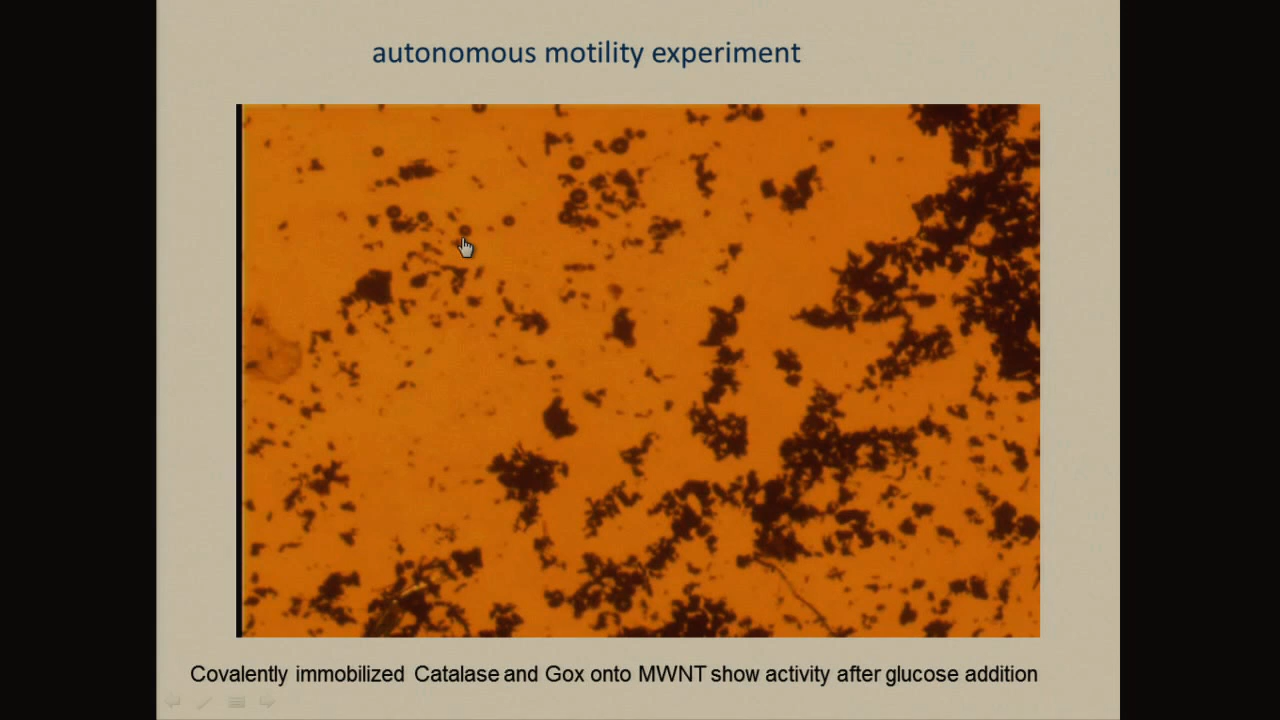 autonomous motility experiment
Covalently immobilized Catalase and Gox onto MWNT show activity after glucose addition